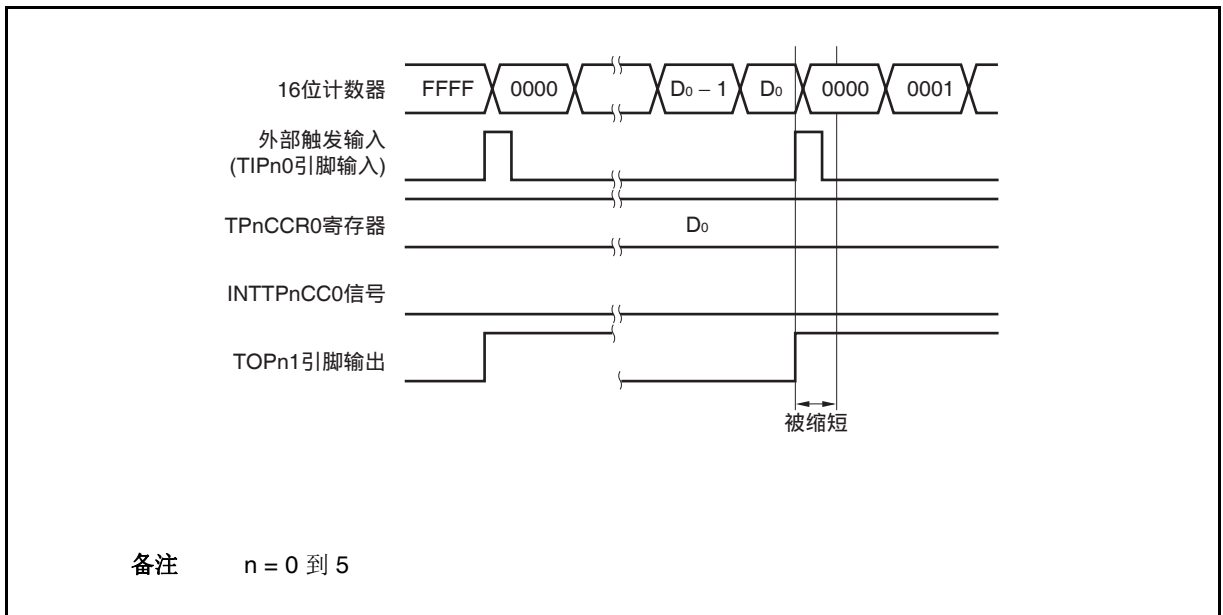 16位计数器 FFFF 0000 D0 – 1 D0 0000 0001
外部触发输入
(TIPn0引脚输入)
TPnCCR0寄存器 D0
INTTPnCC0信号
TOPn1引脚输出
被缩短
备注 n = 0 到 5